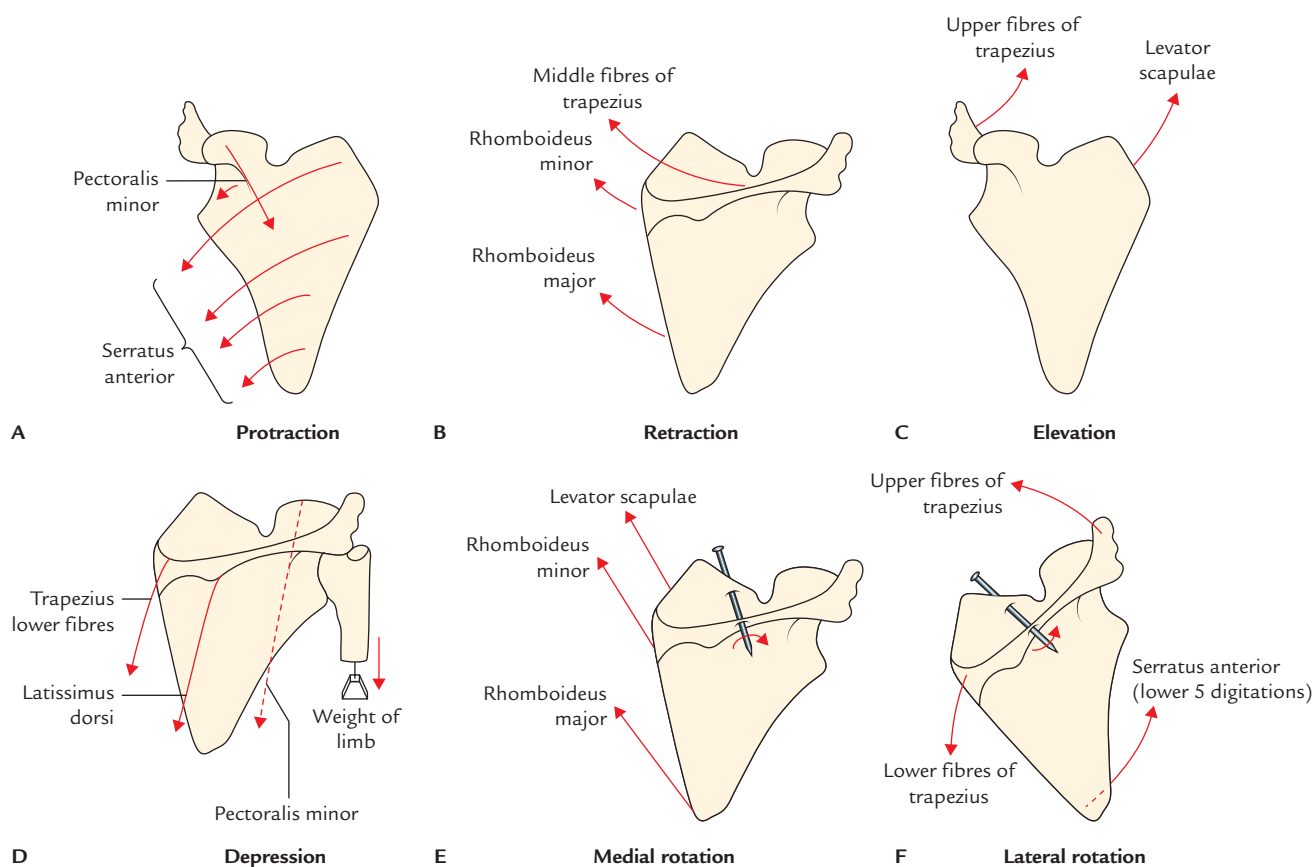 Pectoralis
minor
Serratus
anterior
A
Protraction
Middle fibres of
trapezius
Rhomboideus
minor
Rhomboideus
major
B
Retraction
Upper fibres of
trapezius
Levator
scapulae
C
Elevation
Trapezius
lower fibres
Latissimus
dorsi
Weight of
limb
Pectoralis minor
D
Depression
Levator scapulae
Rhomboideus
minor
Rhomboideus
major
E
Medial rotation
Upper fibres of
trapezius
Serratus anterior
(lower 5 digitations)
Lower fibres of
trapezius
F
Lateral rotation